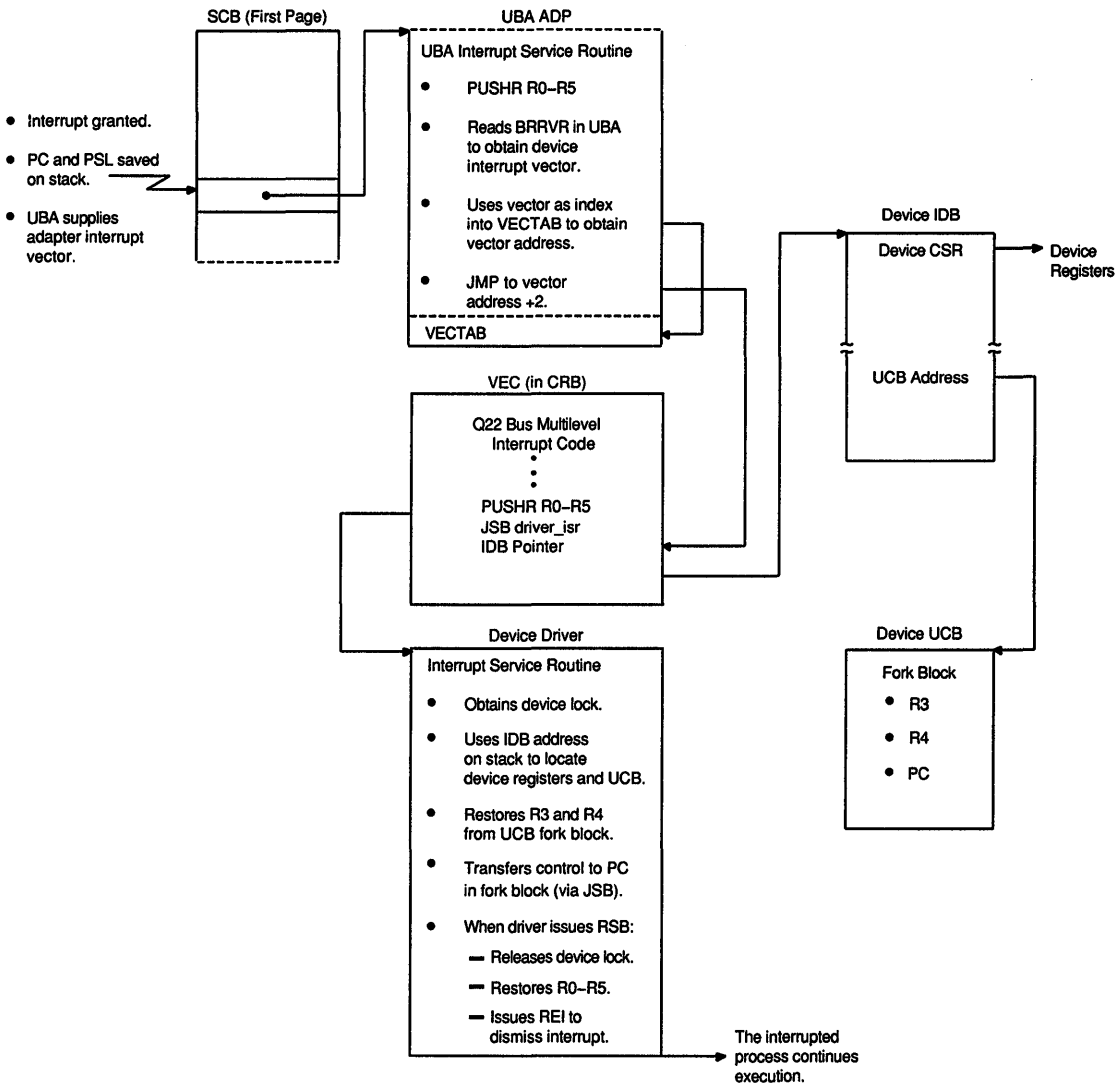 SCB (First Page)
UBA ADP
UBA Interrupt Service Routine
• PUSHR R0–R5
• Reads BRRVR in UBA
to obtain device
interrupt vector.
• Uses vector as index
into VECTAB to obtain
vector address.
• JMP to vector
address +2.
VECTAB
• Interrupt granted.
• PC and PSL saved
on stack.
• UBA supplies
adapter interrupt
vector.
Device IDB
Device CSR
Device
Registers
UCB Address
VEC (in CRB)
Q22 Bus Multilevel
Interrupt Code
PUSHR R0–R5
JSB driver_isr
IDB Pointer
Device Driver
Interrupt Service Routine
• Obtains device lock.
• Uses IDB address
on stack to locate
device registers and UCB.
• Restores R3 and R4
from UCB fork block.
• Transfers control to PC
in fork block (via JSB).
• When driver issues RSB:
– Releases device lock.
– Restores R0–R5.
– Issues REI to
dismiss interrupt.
Device UCB
Fork Block
• R3
• R4
• PC
The interrupted
process continues
execution.